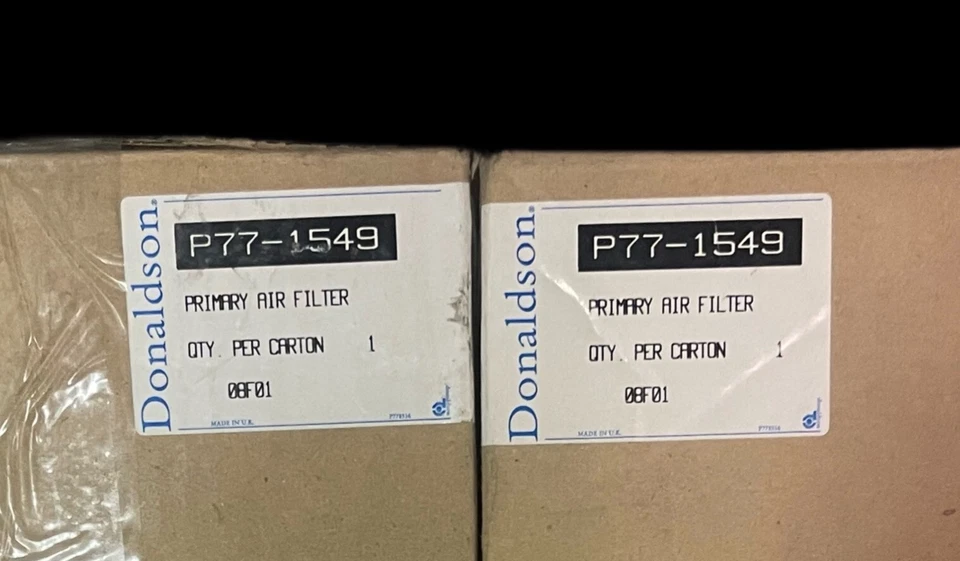 Donaldson®
P77-1549
PRIMARY AIR FILTER
QTY. PER CARTON 1
08F01
MADE IN U.K.
Donaldson®
P77-1549
PRIMARY AIR FILTER
QTY. PER CARTON 1
08F01
MADE IN U.K.